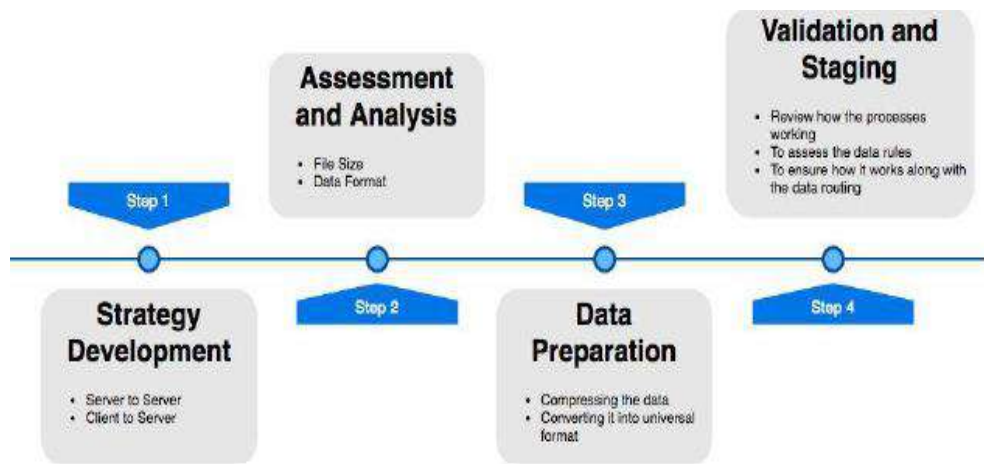 Step 1
Strategy
Development
• Server to Server
• Client to Server
Assessment
and Analysis
• File Size
• Data Format
Step 2
Step 3
Data
Preparation
• Compressing the data
• Converting it into universal
format
Validation and
Staging
• Review how the processes
working
• To assess the data rules
• To ensure how it works along with
the data routing
Step 4